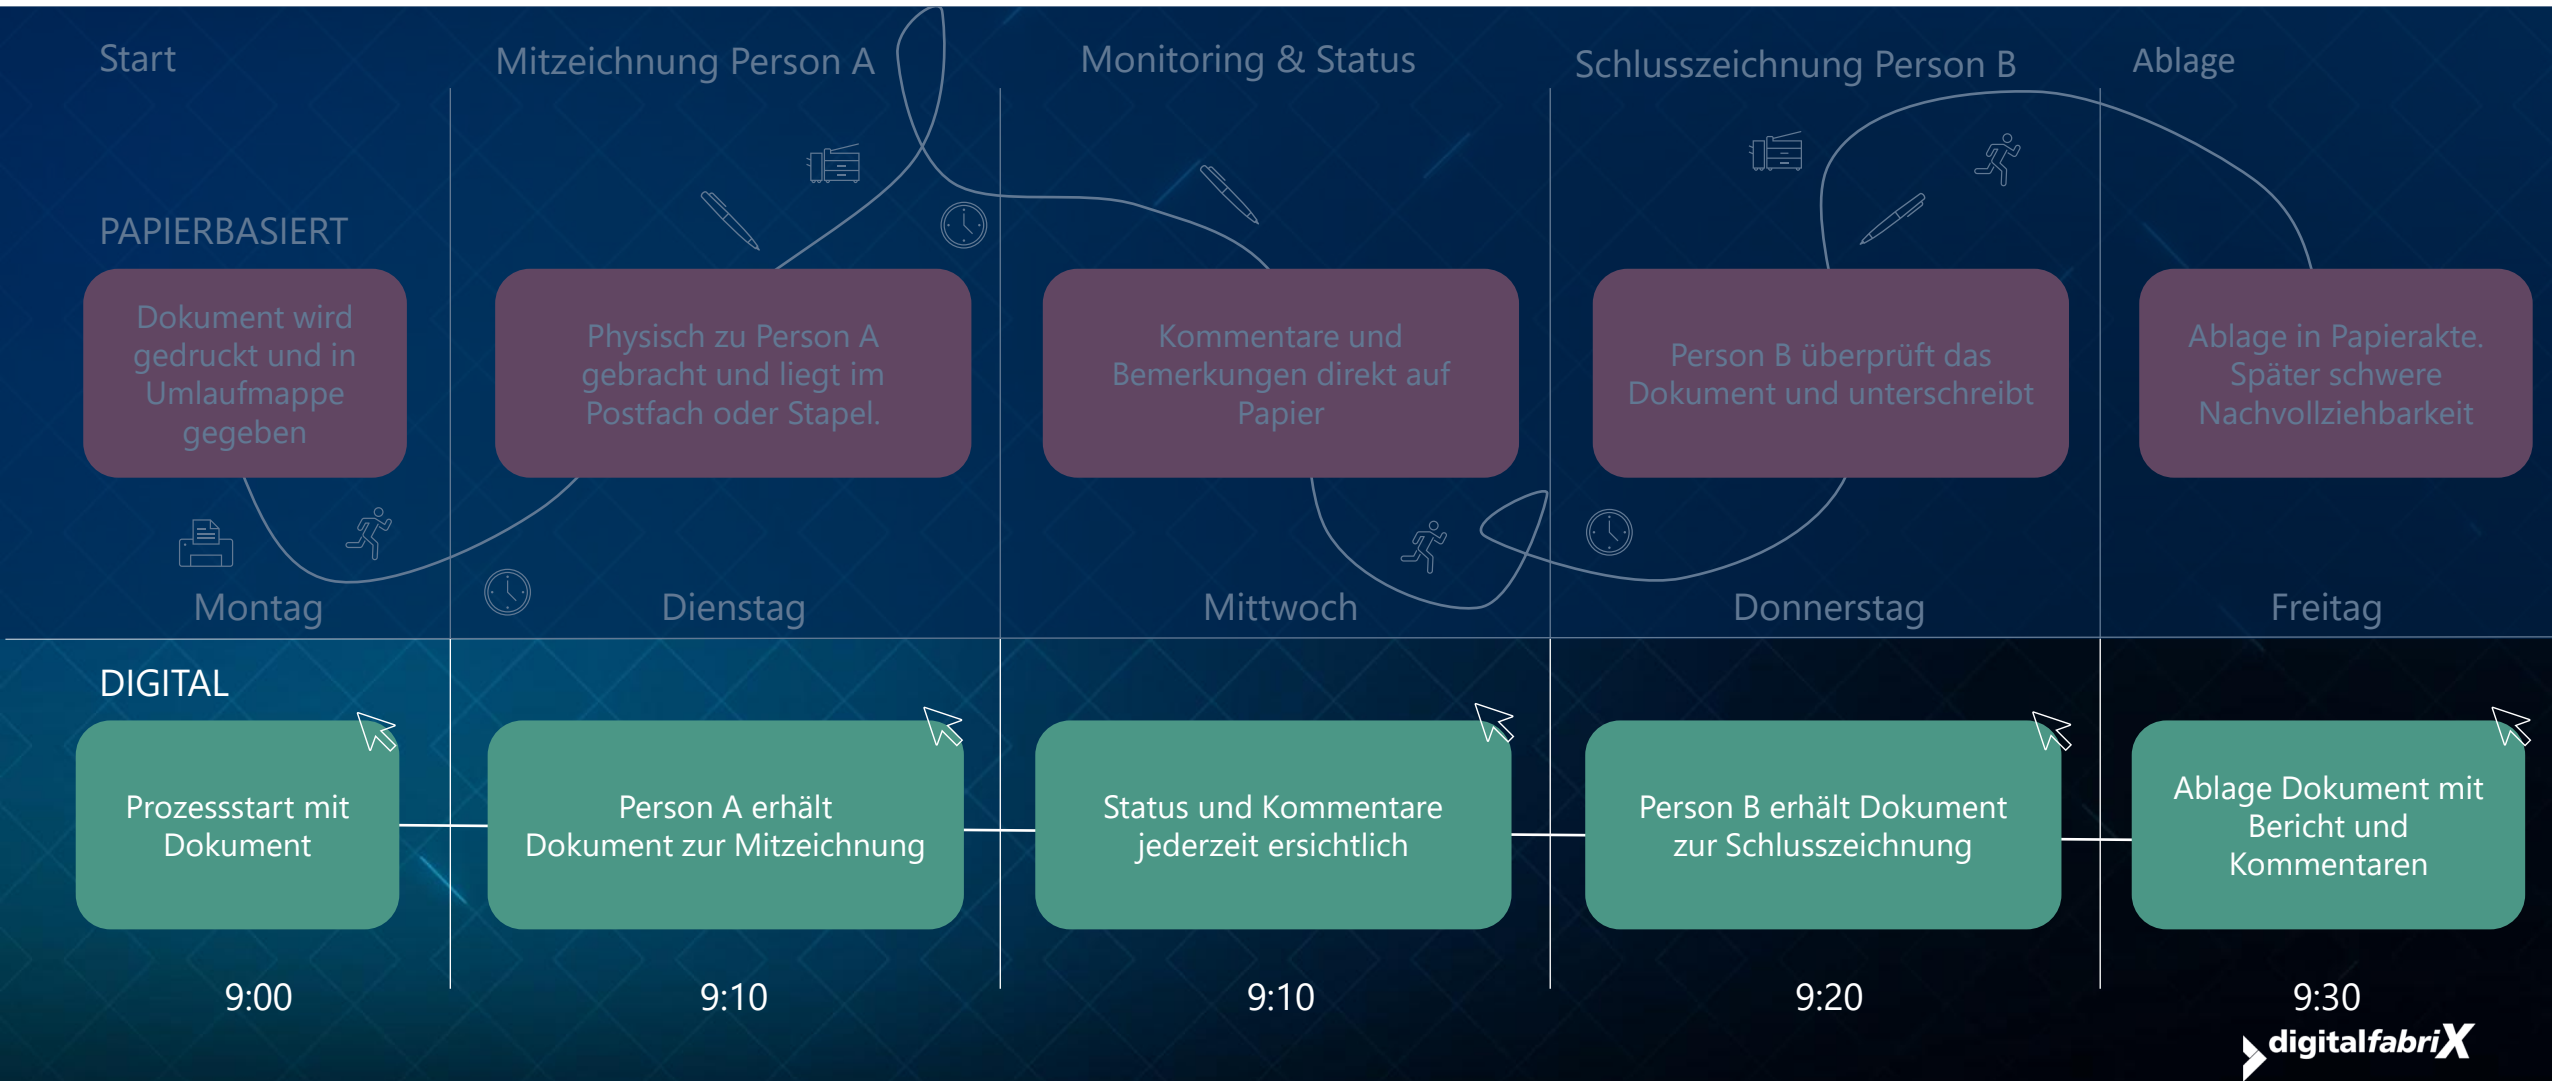 Start
Mitzeichnung Person A
Monitoring & Status
Schlusszeichnung Person B
Ablage
PAPIERBASIERT
Dokument wird
gedruckt und in
Umlaufmappe
gegeben
Physisch zu Person A
gebracht und liegt im
Postfach oder Stapel.
Kommentare und
Bemerkungen direkt auf
Papier
Person B überprüft das
Dokument und unterschreibt
Ablage in Papierakte.
Später schwere
Nachvollziehbarkeit
Montag
Dienstag
Mittwoch
Donnerstag
Freitag
DIGITAL
Prozessstart mit
Dokument
Person A erhält
Dokument zur Mitzeichnung
Status und Kommentare
jederzeit ersichtlich
Person B erhält Dokument
zur Schlusszeichnung
Ablage Dokument mit
Bericht und
Kommentaren
9:00
9:10
9:10
9:20
9:30
digitalfabriX